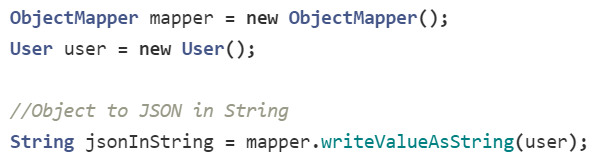 ObjectMapper mapper = new ObjectMapper();
User user = new User();
//Object to JSON in String
String jsonInString = mapper.writeValueAsString(user);